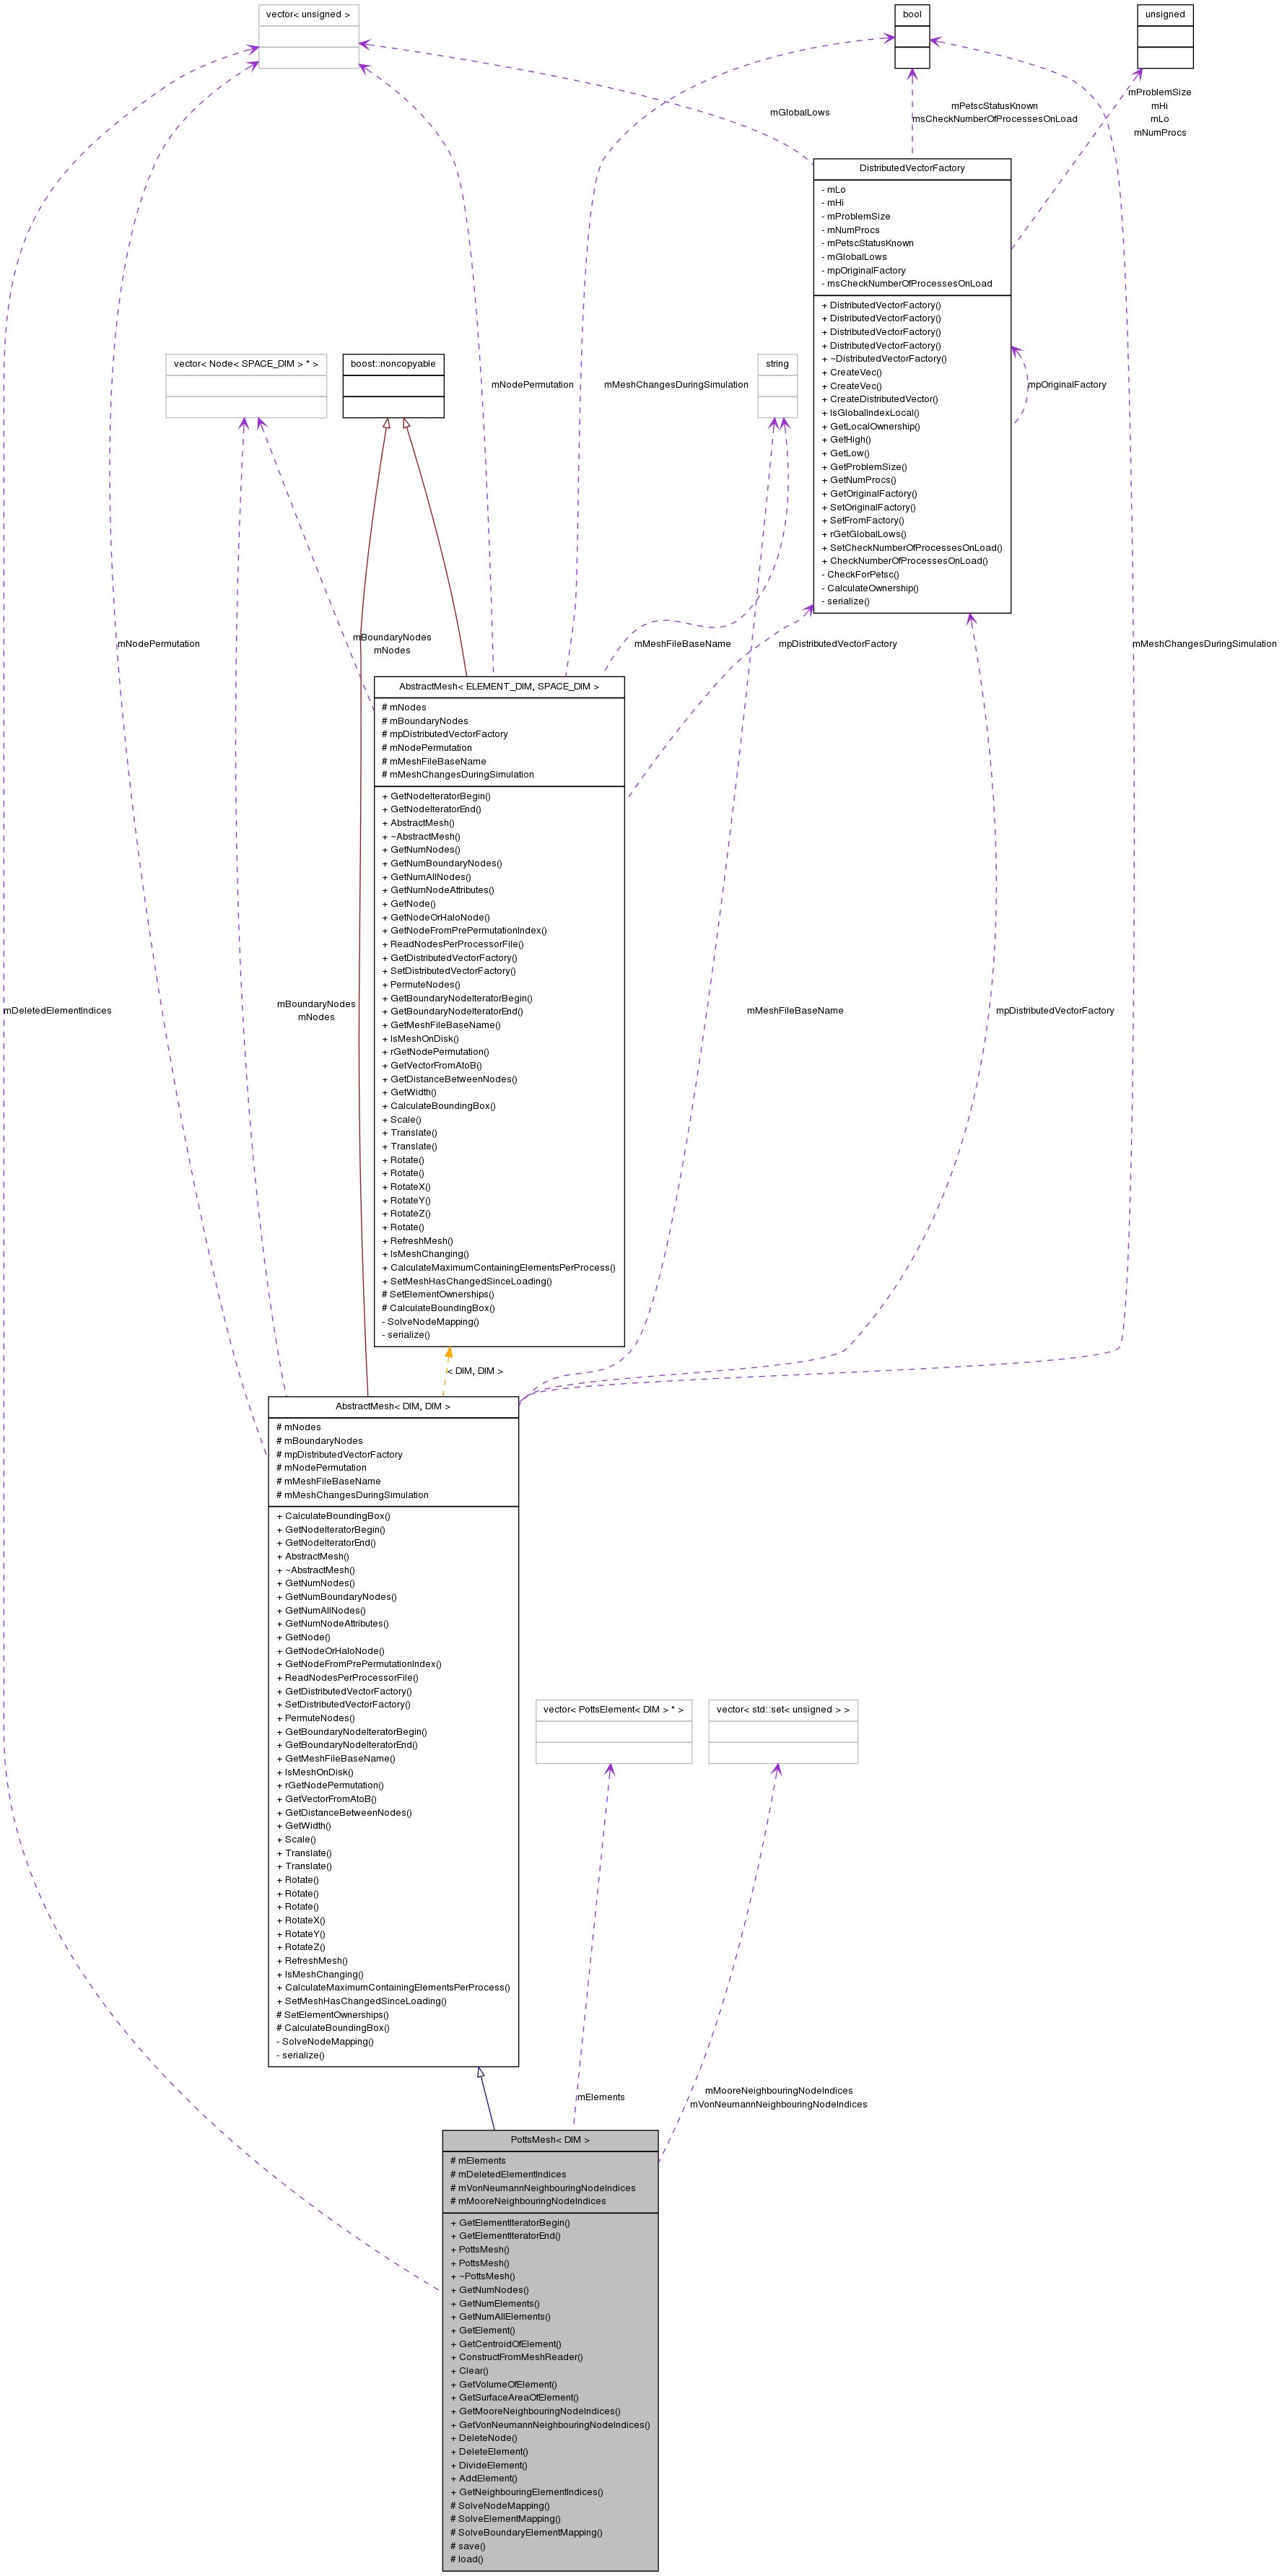 vector< unsigned >
bool
unsigned
mGlobalLows
mPetscStatusKnown
msCheckNumberOfProcessesOnLoad
mProblemSize
mHi
mLo
mNumProcs
DistributedVectorFactory
- mLo
- mHi
- mProblemSize
- mNumProcs
- mPetscStatusKnown
- mGlobalLows
- mpOriginalFactory
- msCheckNumberOfProcessesOnLoad
+ DistributedVectorFactory()
+ DistributedVectorFactory()
+ DistributedVectorFactory()
+ DistributedVectorFactory()
+ ~DistributedVectorFactory()
+ CreateVec()
+ CreateVec()
+ CreateDistributedVector()
+ IsGlobalIndexLocal()
+ GetLocalOwnership()
+ GetHigh()
+ GetLow()
+ GetProblemSize()
+ GetNumProcs()
+ GetOriginalFactory()
+ SetOriginalFactory()
+ SetFromFactory()
+ rGetGlobalLows()
+ SetCheckNumberOfProcessesOnLoad()
+ CheckNumberOfProcessesOnLoad()
- CheckForPetsc()
- CalculateOwnership()
- serialize()
vector< Node< SPACE_DIM > * >
boost::noncopyable
string
mNodePermutation
mMeshChangesDuringSimulation
mpOriginalFactory
mNodePermutation
mBoundaryNodes
mNodes
mMeshFileBaseName
mpDistributedVectorFactory
mMeshChangesDuringSimulation
AbstractMesh< ELEMENT_DIM, SPACE_DIM >
# mNodes
# mBoundaryNodes
# mpDistributedVectorFactory
# mNodePermutation
# mMeshFileBaseName
# mMeshChangesDuringSimulation
+ GetNodeIteratorBegin()
+ GetNodeIteratorEnd()
+ AbstractMesh()
+ ~AbstractMesh()
+ GetNumNodes()
+ GetNumBoundaryNodes()
+ GetNumAllNodes()
+ GetNumNodeAttributes()
+ GetNode()
+ GetNodeOrHaloNode()
+ GetNodeFromPrePermutationIndex()
+ ReadNodesPerProcessorFile()
+ GetDistributedVectorFactory()
+ SetDistributedVectorFactory()
+ PermuteNodes()
+ GetBoundaryNodeIteratorBegin()
+ GetBoundaryNodeIteratorEnd()
+ GetMeshFileBaseName()
+ IsMeshOnDisk()
+ rGetNodePermutation()
+ GetVectorFromAtoB()
+ GetDistanceBetweenNodes()
+ GetWidth()
+ CalculateBoundingBox()
+ Scale()
+ Translate()
+ Translate()
+ Rotate()
+ Rotate()
+ RotateX()
+ RotateY()
+ RotateZ()
+ Rotate()
+ RefreshMesh()
+ IsMeshChanging()
+ CalculateMaximumContainingElementsPerProcess()
+ SetMeshHasChangedSinceLoading()
# SetElementOwnerships()
# CalculateBoundingBox()
- SolveNodeMapping()
- serialize()
mDeletedElementIndices
mBoundaryNodes
mNodes
mMeshFileBaseName
mpDistributedVectorFactory
< DIM, DIM >
AbstractMesh< DIM, DIM >
# mNodes
# mBoundaryNodes
# mpDistributedVectorFactory
# mNodePermutation
# mMeshFileBaseName
# mMeshChangesDuringSimulation
+ CalculateBoundingBox()
+ GetNodeIteratorBegin()
+ GetNodeIteratorEnd()
+ AbstractMesh()
+ ~AbstractMesh()
+ GetNumNodes()
+ GetNumBoundaryNodes()
+ GetNumAllNodes()
+ GetNumNodeAttributes()
+ GetNode()
+ GetNodeOrHaloNode()
+ GetNodeFromPrePermutationIndex()
+ ReadNodesPerProcessorFile()
+ GetDistributedVectorFactory()
+ SetDistributedVectorFactory()
+ PermuteNodes()
+ GetBoundaryNodeIteratorBegin()
+ GetBoundaryNodeIteratorEnd()
+ GetMeshFileBaseName()
+ IsMeshOnDisk()
+ rGetNodePermutation()
+ GetVectorFromAtoB()
+ GetDistanceBetweenNodes()
+ GetWidth()
+ Scale()
+ Translate()
+ Translate()
+ Rotate()
+ Rotate()
+ Rotate()
+ RotateX()
+ RotateY()
+ RotateZ()
+ RefreshMesh()
+ IsMeshChanging()
+ CalculateMaximumContainingElementsPerProcess()
+ SetMeshHasChangedSinceLoading()
# SetElementOwnerships()
# CalculateBoundingBox()
- SolveNodeMapping()
- serialize()
vector< PottsElement< DIM > * >
vector< std::set< unsigned > >
mElements
mMooreNeighbouringNodeIndices
mVonNeumannNeighbouringNodeIndices
PottsMesh< DIM >
# mElements
# mDeletedElementIndices
# mVonNeumannNeighbouringNodeIndices
# mMooreNeighbouringNodeIndices
+ GetElementIteratorBegin()
+ GetElementIteratorEnd()
+ PottsMesh()
+ PottsMesh()
+ ~PottsMesh()
+ GetNumNodes()
+ GetNumElements()
+ GetNumAllElements()
+ GetElement()
+ GetCentroidOfElement()
+ ConstructFromMeshReader()
+ Clear()
+ GetVolumeOfElement()
+ GetSurfaceAreaOfElement()
+ GetMooreNeighbouringNodeIndices()
+ GetVonNeumannNeighbouringNodeIndices()
+ DeleteNode()
+ DeleteElement()
+ DivideElement()
+ AddElement()
+ GetNeighbouringElementIndices()
# SolveNodeMapping()
# SolveElementMapping()
# SolveBoundaryElementMapping()
# save()
# load()